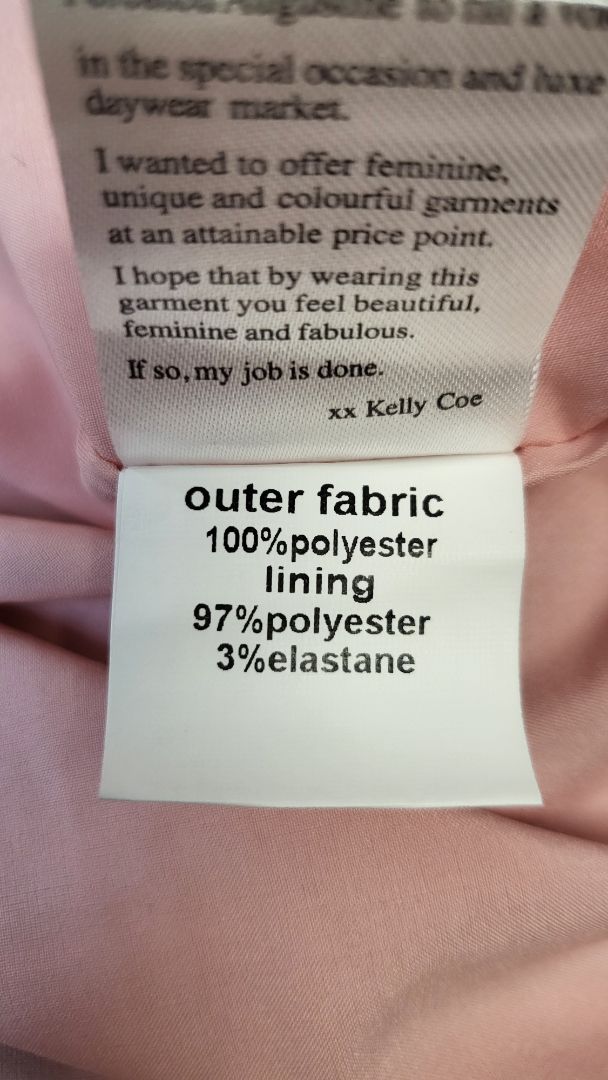 to fill a
in the special occasion and luxe
daywear market.
I wanted to offer feminine,
unique and colourful garments
at an attainable price point.
I hope that by wearing this
garment you feel beautiful,
feminine and fabulous.
If so, my job is done.
xx Kelly Coe
outer fabric
100%polyester
lining
97%polyester
3%elastane